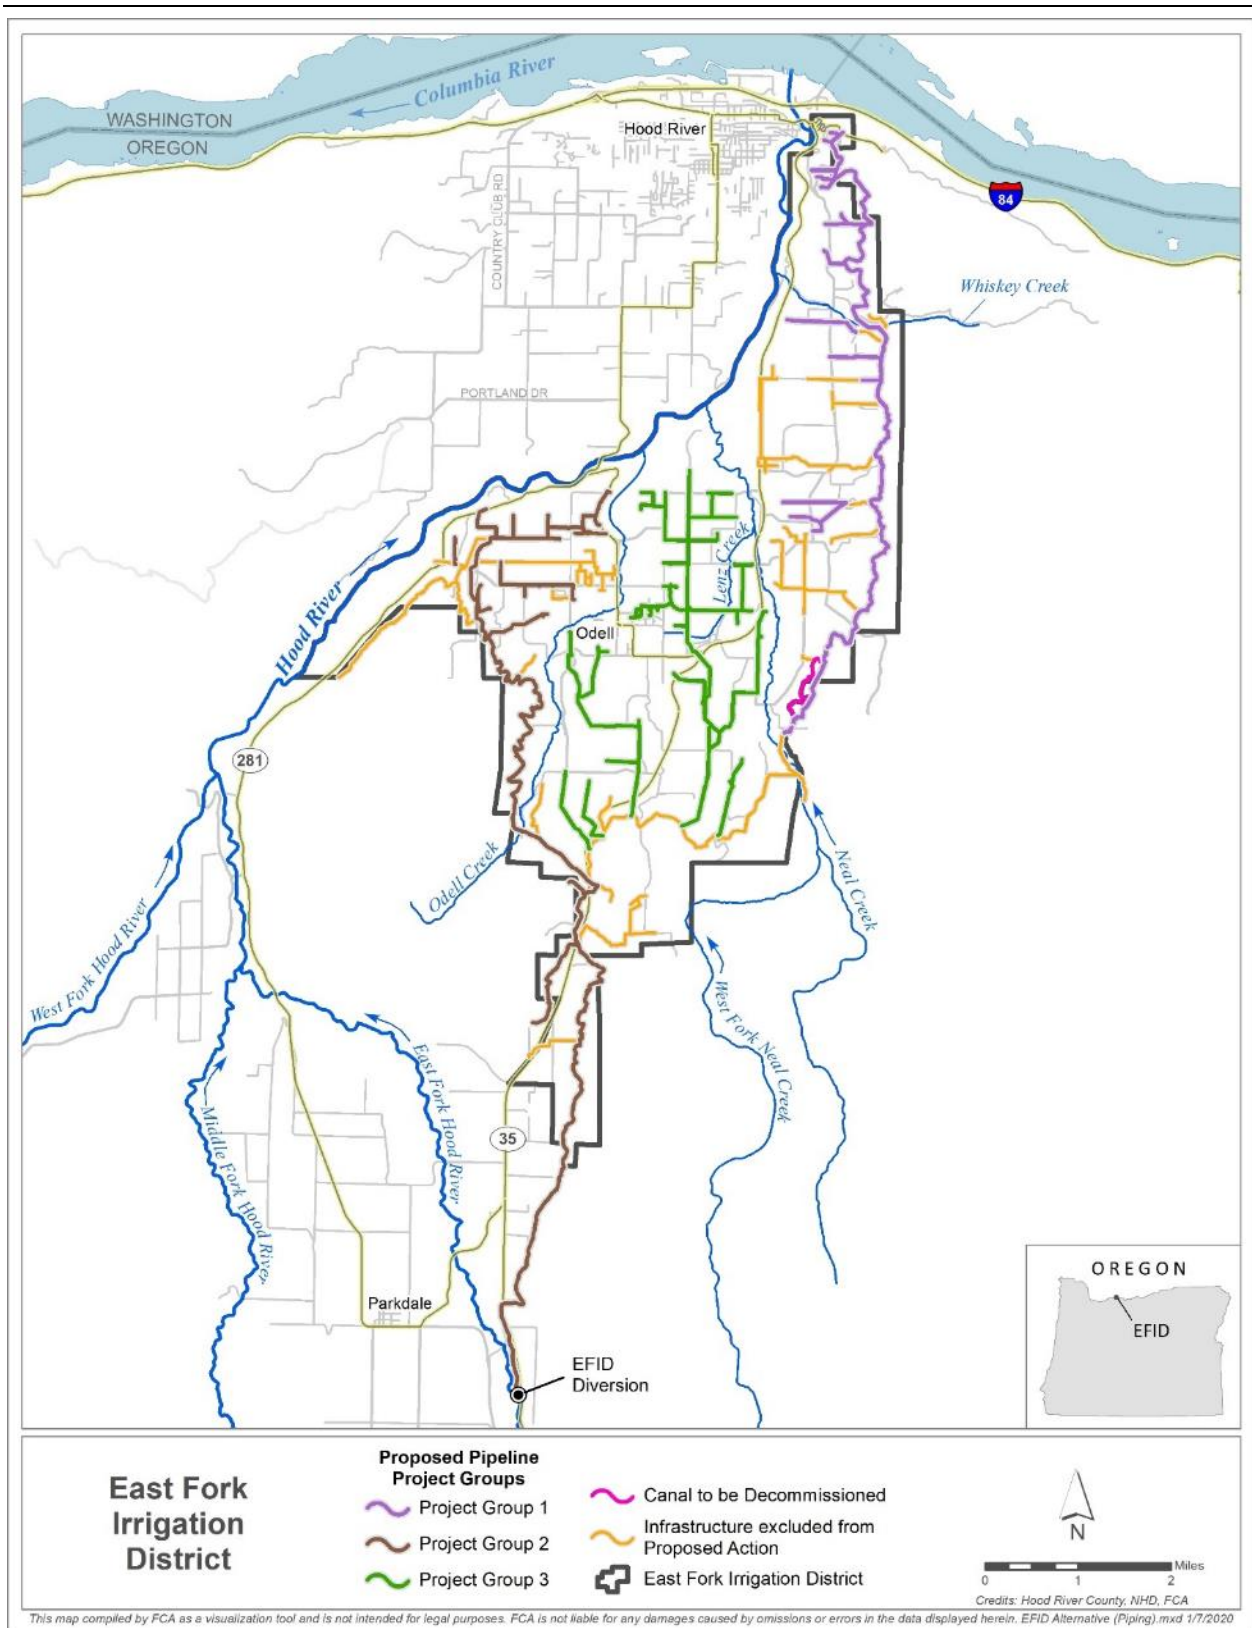 Columbia River
WASHINGTON
OREGON
Hood River
84
COUNTRY CLUB RD
Whiskey Creek
PORTLAND DR
Lenz Creek
Hood River
Odell
281
Odell Creek
Neal Creek
West Fork Hood River
West Fork Neal Creek
East Fork Hood River
Middle Fork Hood River
35
OREGON
EFID
Parkdale
EFID
Diversion
East Fork
Irrigation
District
Proposed Pipeline
Project Groups
Project Group 1
Project Group 2
Project Group 3
Canal to be Decommissioned
Infrastructure excluded from
Proposed Action
East Fork Irrigation District
N
Miles
0 1 2
Credits: Hood River County, NHD, FCA
This map compiled by FCA as a visualization tool and is not intended for legal purposes. FCA is not liable for any damages caused by omissions or errors in the data displayed herein. EFID Alternative (Piping).mxd 1/7/2020